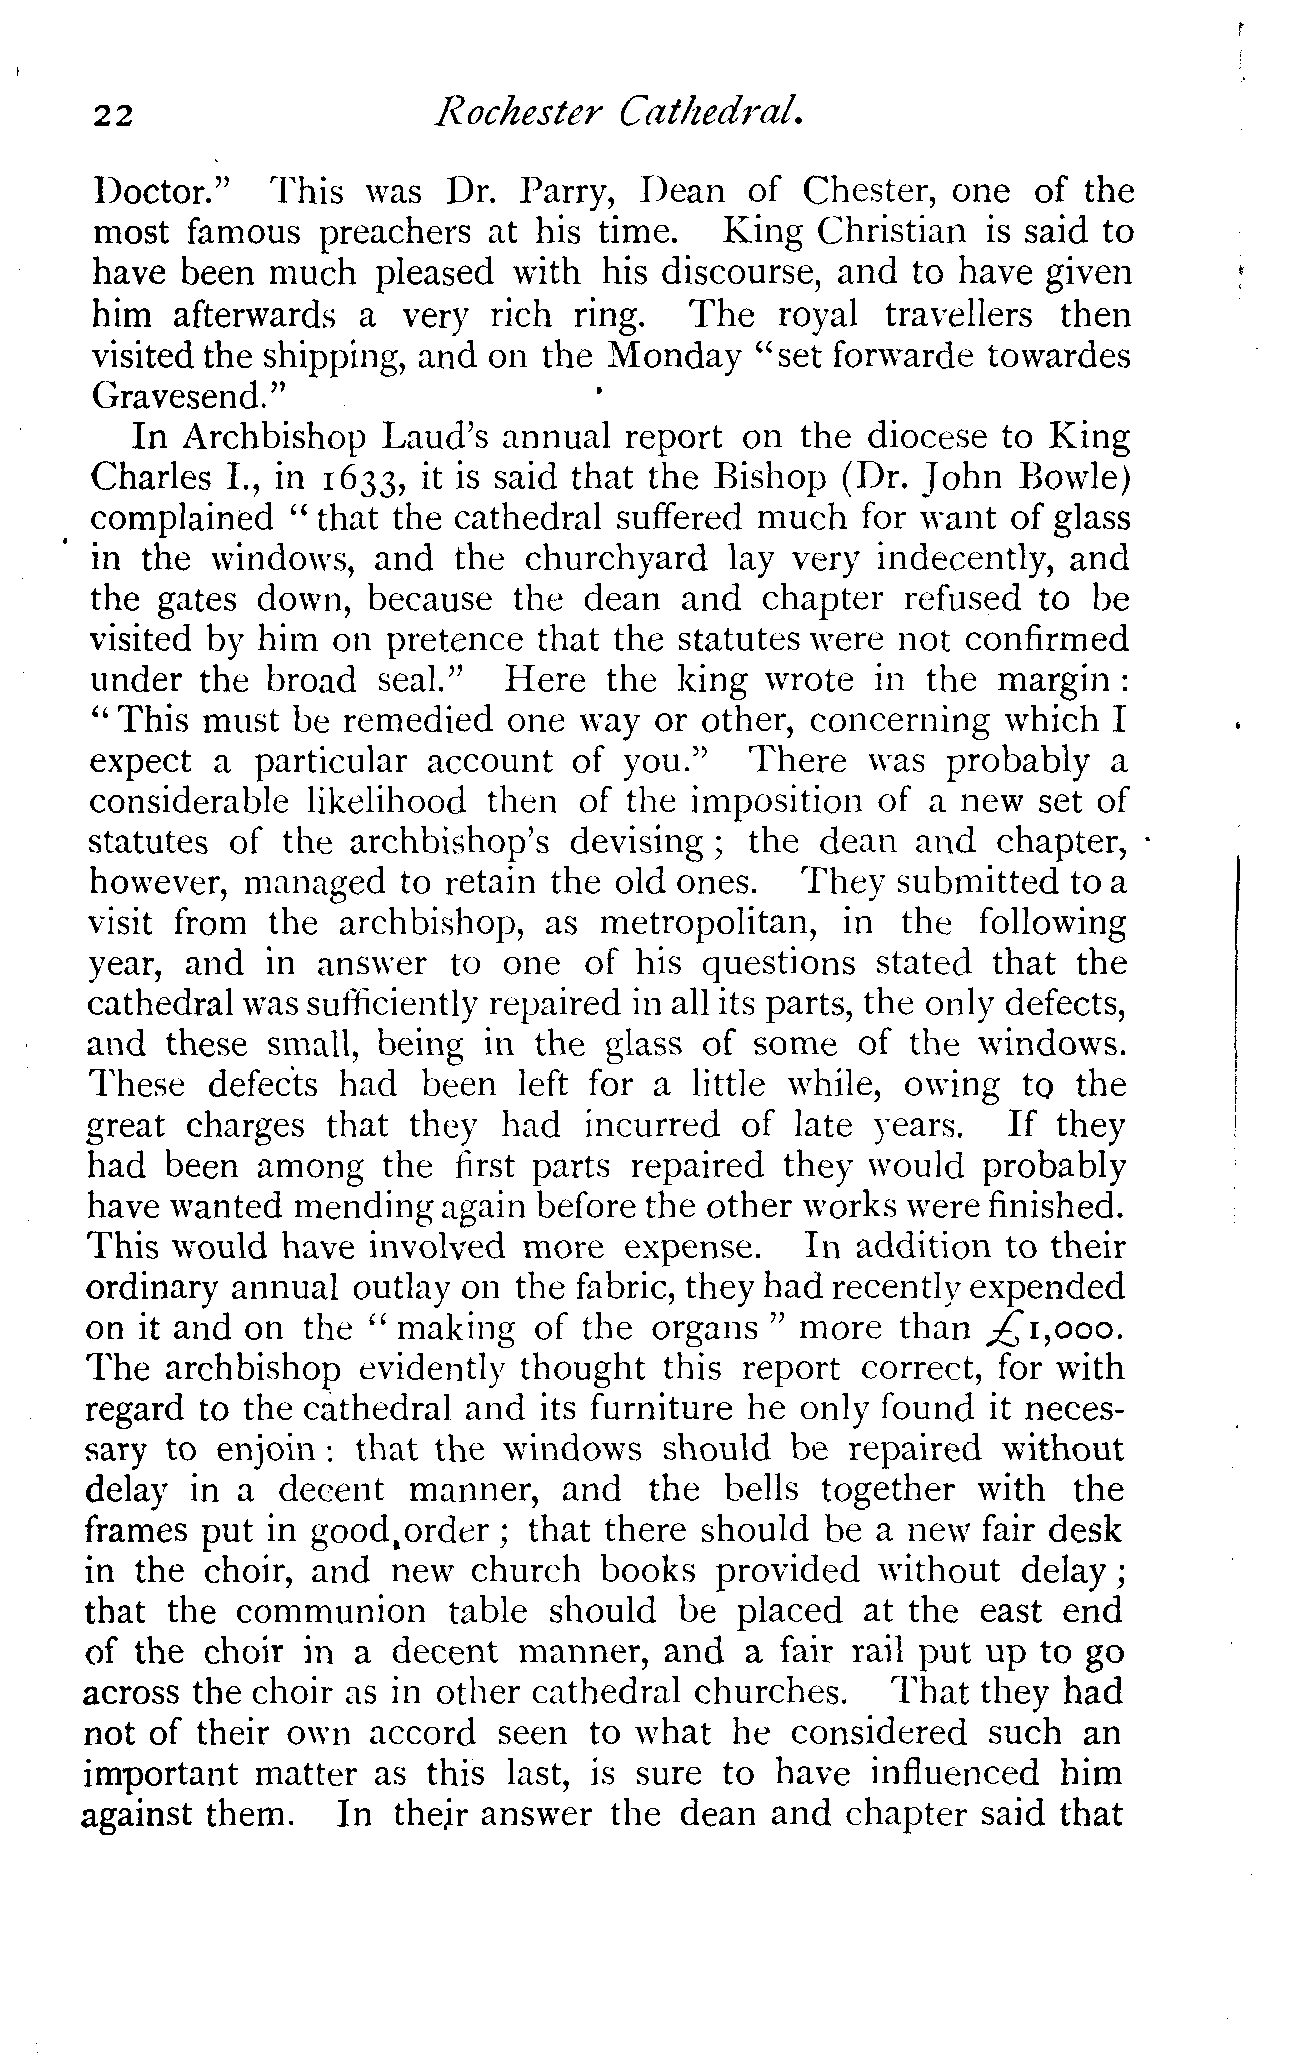 22 Rochester Cathedral.
Doctor." This was Dr. Parry, Dean of Chester, one of the
most famous preachers at his time. King Christian is said to
have been much pleased with his discourse, and to have given
him afterwards a very rich ring. The royal travellers then
visited the shipping, and on the Monday "set forwarde towardes
Gravesend."
In Archbishop Laud's annual report on the diocese to King
Charles I., in 1633, it is said that the Bishop (Dr. John Bowle)
complained "that the cathedral suffered much for want of glass
in the windows, and the churchyard lay very indecently, and
the gates down, because the dean and chapter refused to be
visited by him on pretence that the statutes were not confirmed
under the broad seal." Here the king wrote in the margin :
"This must be remedied one way or other, concerning which I
expect a particular account of you." There was probably a
considerable likelihood then of the imposition of a new set of
statutes of the archbishop's devising ; the dean and chapter,
however, managed to retain the old ones. They submitted to a
visit from the archbishop, as metropolitan, in the following
year, and in answer to one of his questions stated that the
cathedral was sufficiently repaired in all its parts, the only defects,
and these small, being in the glass of some of the windows.
These defects had been left for a little while, owing to the
great charges that they had incurred of late years. If they
had been among the first parts repaired they would probably
have wanted mending again before the other works were finished.
This would have involved more expense. In addition to their
ordinary annual outlay on the fabric, they had recently expended
on it and on the "making of the organs" more than £1,000.
The archbishop evidently thought this report correct, for with
regard to the cathedral and its furniture he only found it neces-
sary to enjoin : that the windows should be repaired without
delay in a decent manner, and the bells together with the
frames put in good order ; that there should be a new fair desk
in the choir, and new church books provided without delay ;
that the communion table should be placed at the east end
of the choir in a decent manner, and a fair rail put up to go
across the choir as in other cathedral churches. That they had
not of their own accord seen to what he considered such an
important matter as this last, is sure to have influenced him
against them. In their answer the dean and chapter said that